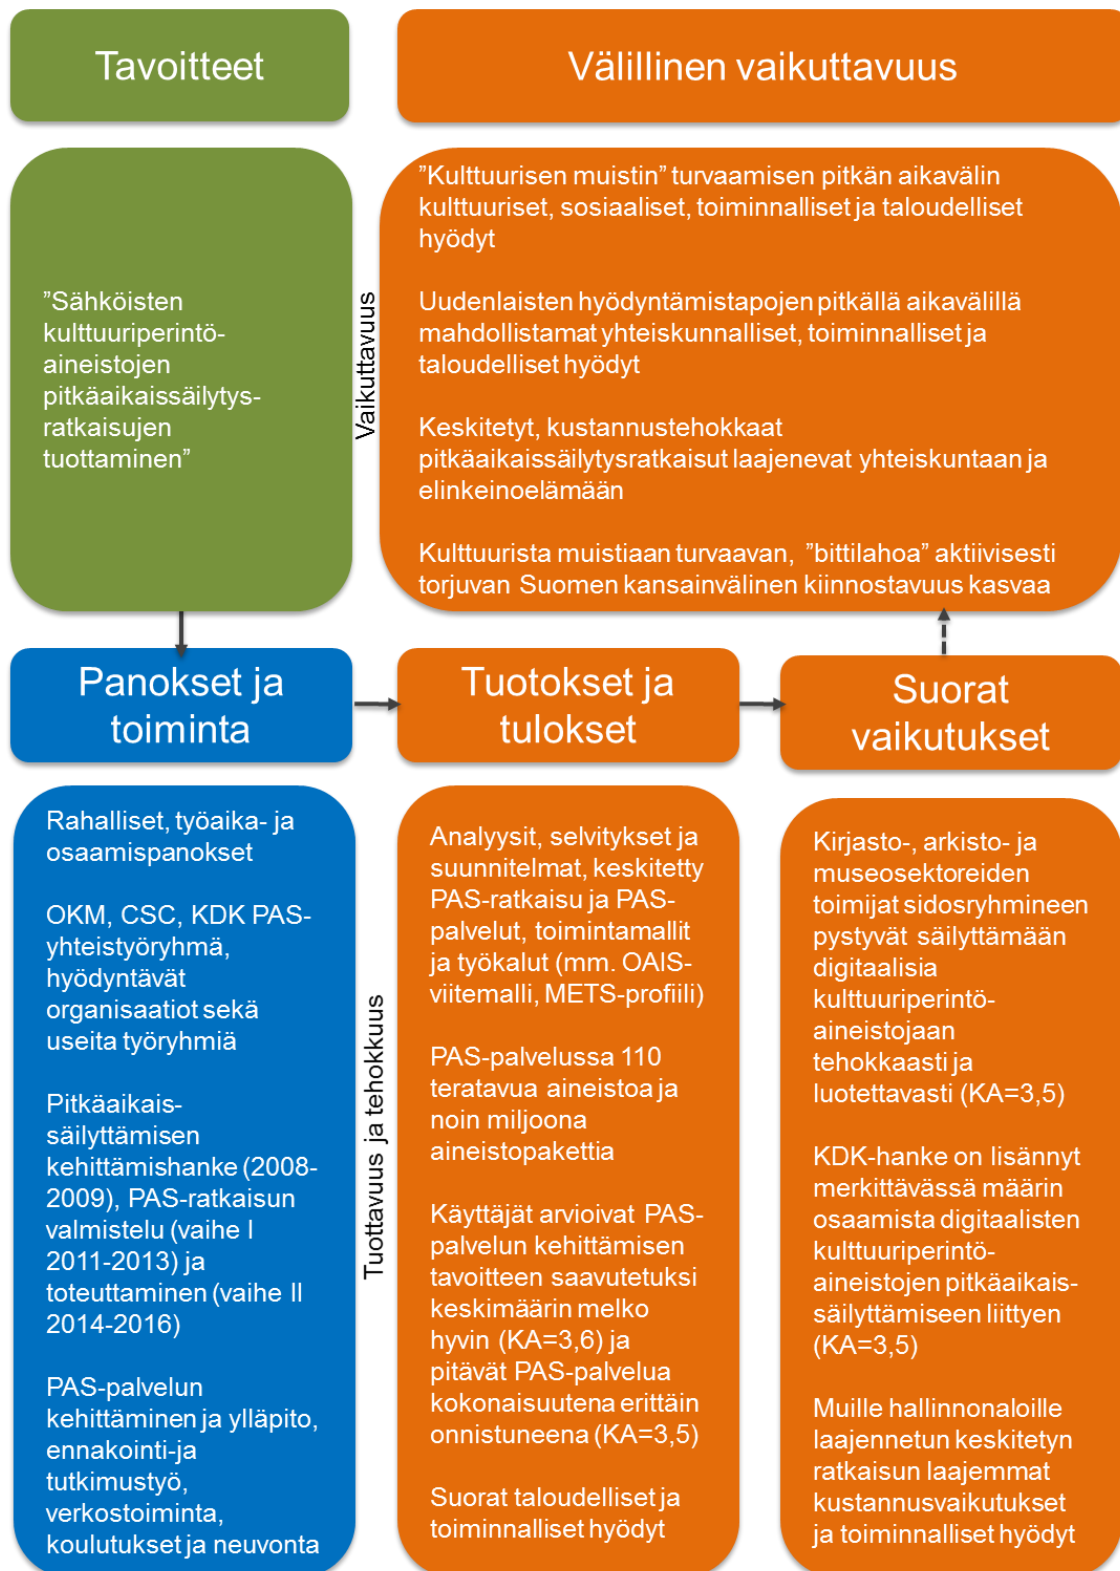 Tavoitteet
Välillinen vaikuttavuus
”Sähköisten
kulttuuriperintö-
aineistojen
pitkäaikaissäilytys-
ratkaisujen
tuottaminen”
Vaikuttavuus
”Kulttuurisen muistin” turvaamisen pitkän aikavälin
kulttuuriset, sosiaaliset, toiminnalliset ja taloudelliset
hyödyt
Uudenlaisten hyödyntämistapojen pitkällä aikavälillä
mahdollistamat yhteiskunnalliset, toiminnalliset ja
taloudelliset hyödyt
Keskitetyt, kustannustehokkaat
pitkäaikaissäilytysratkaisut laajenevat yhteiskuntaan ja
elinkeinoelämään
Kulttuurista muistiaan turvaavan, ”bittilahoa” aktiivisesti
torjuvan Suomen kansainvälinen kiinnostavuus kasvaa
Panokset ja
toiminta
Tuotokset ja
tulokset
Suorat
vaikutukset
Rahalliset, työaika- ja
osaamispanokset
OKM, CSC, KDK PAS-
yhteistyöryhmä,
hyödyntävät
organisaatiot sekä
useita työryhmiä
Pitkäaikais-
säilyttämisen
kehittämishanke (2008-
2009), PAS-ratkaisun
valmistelu (vaihe I
2011-2013) ja
toteuttaminen (vaihe II
2014-2016)
PAS-palvelun
kehittäminen ja ylläpito,
ennakointi-ja
tutkimustyö,
verkostoiminta,
koulutukset ja neuvonta
Tuottavuus ja tehokkuus
Analyysit, selvitykset ja
suunnitelmat, keskitetty
PAS-ratkaisu ja PAS-
palvelut, toimintamallit
ja työkalut (mm. OAIS-
viitemalli, METS-profiili)
PAS-palvelussa 110
teratavua aineistoa ja
noin miljoona
aineistopakettia
Käyttäjät arvioivat PAS-
palvelun kehittämisen
tavoitteen saavutetuksi
keskimäärin melko
hyvin (KA=3,6) ja
pitävät PAS-palvelua
kokonaisuutena erittäin
onnistuneena (KA=3,5)
Suorat taloudelliset ja
toiminnalliset hyödyt
Kirjasto-, arkisto- ja
museosektoreiden
toimijat sidosryhmineen
pystyvät säilyttämään
digitaalisia
kulttuuriperintö-
aineistojaan
tehokkaasti ja
luotettavasti (KA=3,5)
KDK-hanke on lisännyt
merkittävässä määrin
osaamista digitaalisten
kulttuuriperintö-
aineistojen pitkäaikais-
säilyttämiseen liittyen
(KA=3,5)
Muille hallinnonaloille
laajennetun keskitetyn
ratkaisun laajemmat
kustannusvaikutukset
ja toiminnalliset hyödyt